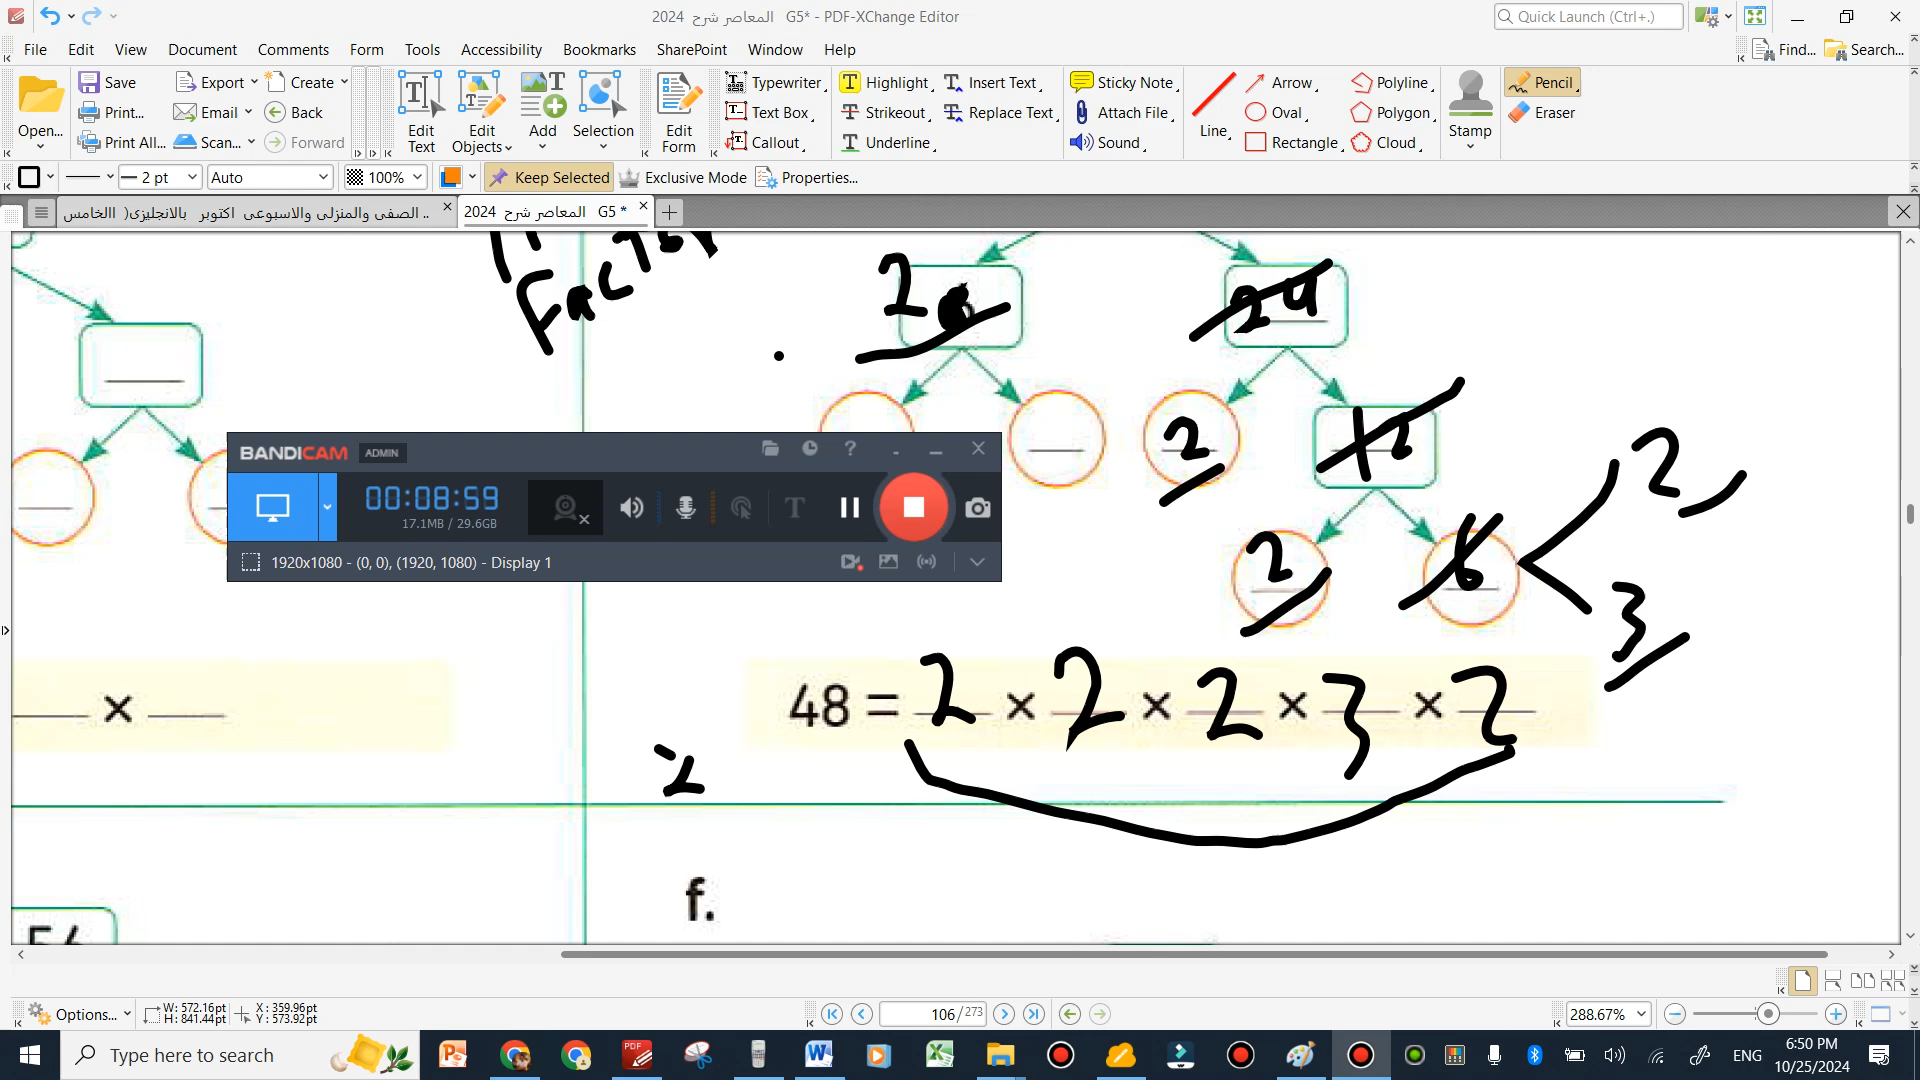 المعاصر شرح 2024 G5* - PDF-XChange Editor
Quick Launch (Ctrl+.)
File Edit View Document Comments Form Tools Accessibility Bookmarks SharePoint Window Help
Find... Search...
Open...
Save
Print...
Print All...
Export
Email
Scan...
Create
Back
Forward
Edit Text
Edit Objects
Add
Selection
Edit Form
Typewriter
Text Box
Callout
Highlight
Strikeout
Underline
Insert Text
Replace Text
Sticky Note
Attach File
Sound
Line
Arrow
Oval
Rectangle
Polyline
Polygon
Cloud
Stamp
Pencil
Eraser
2 pt Auto 100% Keep Selected Exclusive Mode Properties...
.. الصفى والمنزلى والاسبوعى اكتوبر بالانجليزى( االخامس
المعاصر شرح 2024 G5 *
Factor
2
24
2 12
2 6
2
3
BANDICAM ADMIN
00:08:59
17.1MB / 29.6GB
1920x1080 - (0, 0), (1920, 1080) - Display 1
×
48 = 2 × 2 × 2 × 3 × 2
f.
56
Options...
W: 572.16pt
H: 841.44pt
X: 359.96pt
Y: 573.92pt
106 / 273
288.67%
Type here to search
ENG
6:50 PM
10/25/2024